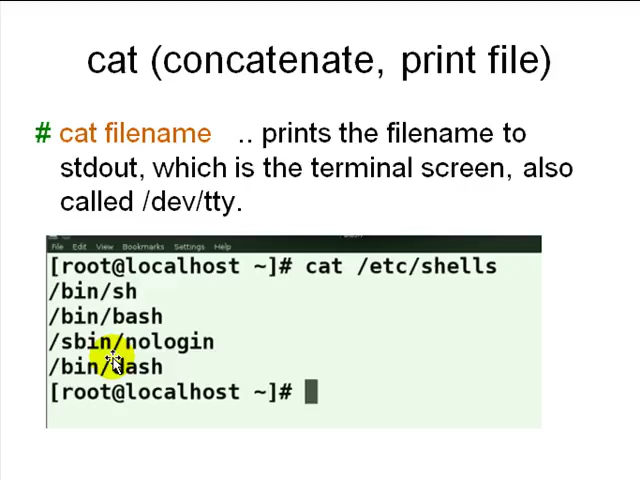 cat (concatenate, print file)
# cat filename .. prints the filename to
stdout, which is the terminal screen, also
called /dev/tty.
File Edit View Bookmarks Settings Help
[root@localhost ~]# cat /etc/shells
/bin/sh
/bin/bash
/sbin/nologin
/bin/dash
[root@localhost ~]#